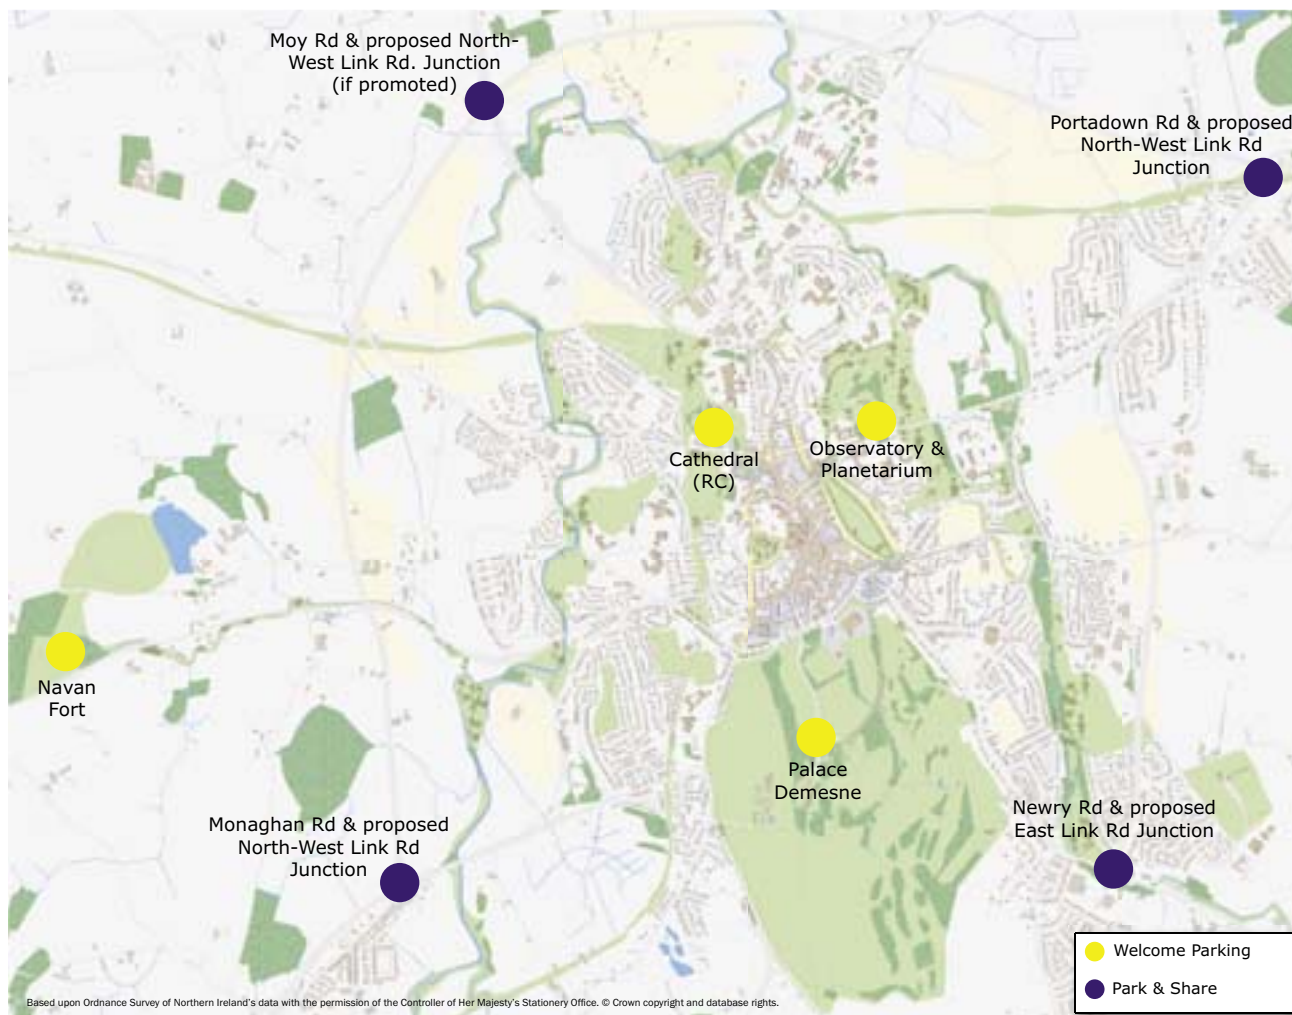 Moy Rd & proposed North-
West Link Rd. Junction
(if promoted)
Portadown Rd & proposed
North-West Link Rd
Junction
Cathedral
(RC)
Observatory &
Planetarium
Navan
Fort
Palace
Demesne
Monaghan Rd & proposed
North-West Link Rd
Junction
Newry Rd & proposed
East Link Rd Junction
Welcome Parking
Park & Share
Based upon Ordnance Survey of Northern Ireland's data with the permission of the Controller of Her Majesty's Stationery Office. © Crown copyright and database rights.